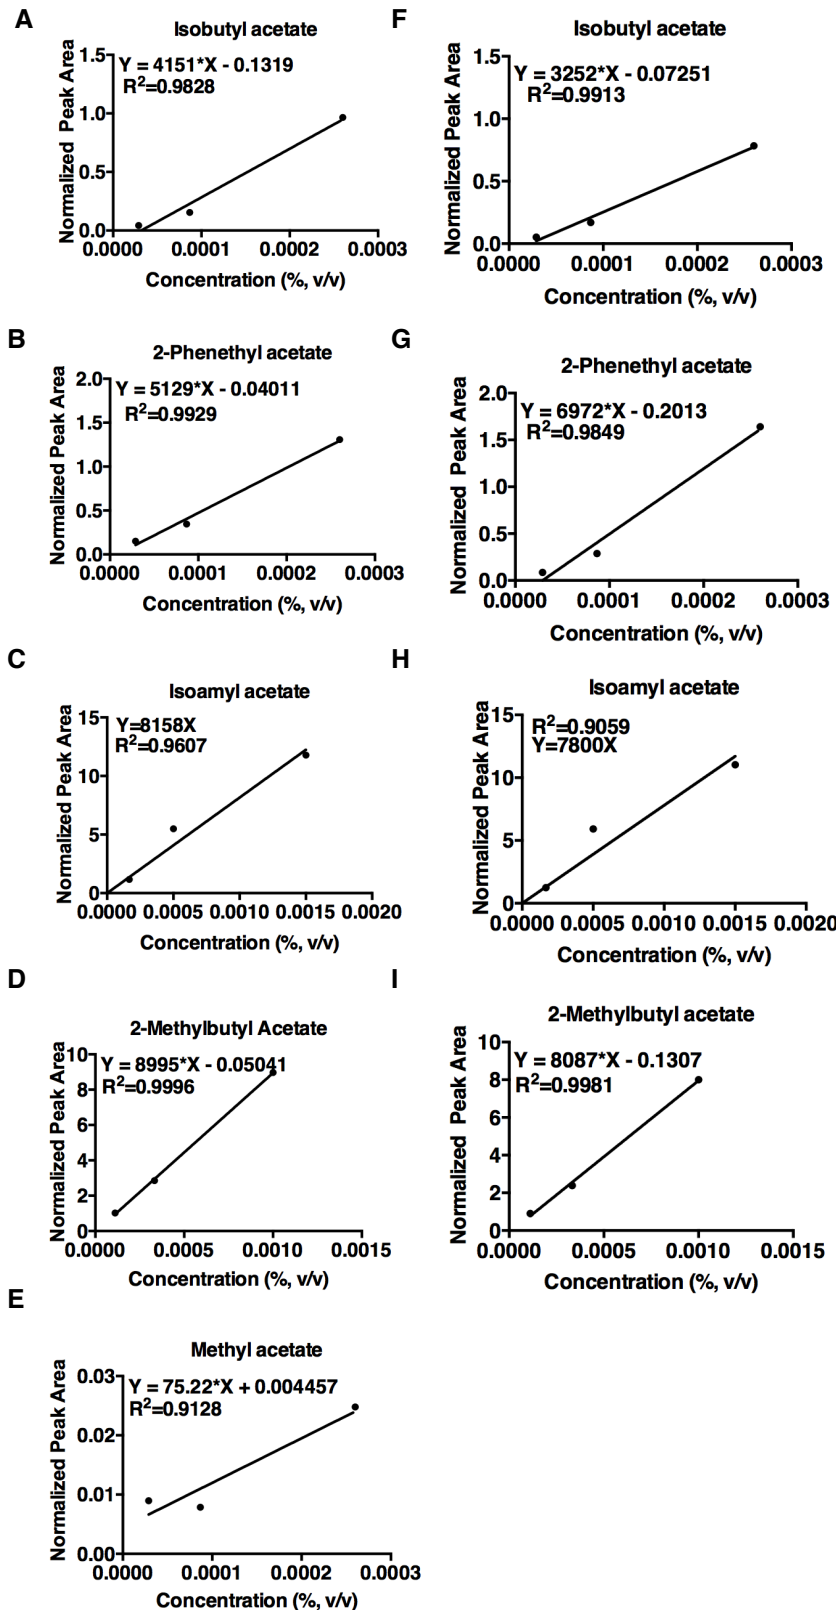 A
Isobutyl acetate
Y = 4151*X - 0.1319
R2=0.9828
Normalized Peak Area
1.5
1.0
0.5
0.0
0.0000 0.0001 0.0002 0.0003
Concentration (%, v/v)
F
Isobutyl acetate
Y = 3252*X - 0.07251
R2=0.9913
Normalized Peak Area
1.5
1.0
0.5
0.0
0.0000 0.0001 0.0002 0.0003
Concentration (%, v/v)
B
2-Phenethyl acetate
Y = 5129*X - 0.04011
R2=0.9929
Normalized Peak Area
2.0
1.5
1.0
0.5
0.0
0.0000 0.0001 0.0002 0.0003
Concentration (%, v/v)
G
2-Phenethyl acetate
Y = 6972*X - 0.2013
R2=0.9849
Normalized Peak Area
2.0
1.5
1.0
0.5
0.0
0.0000 0.0001 0.0002 0.0003
Concentration (%, v/v)
C
Isoamyl acetate
Y=8158X
R2=0.9607
Normalized Peak Area
15
10
5
0
0.0000 0.0005 0.0010 0.0015 0.0020
Concentration (%, v/v)
H
Isoamyl acetate
R2=0.9059
Y=7800X
Normalized Peak Area
15
10
5
0
0.0000 0.0005 0.0010 0.0015 0.0020
Concentration (%, v/v)
D
2-Methylbutyl Acetate
Y = 8995*X - 0.05041
R2=0.9996
Normalized Peak Area
10
8
6
4
2
0
0.0000 0.0005 0.0010 0.0015
Concentration (%, v/v)
I
2-Methylbutyl acetate
Y = 8087*X - 0.1307
R2=0.9981
Normalized Peak Area
10
8
6
4
2
0
0.0000 0.0005 0.0010 0.0015
Concentration (%, v/v)
E
Methyl acetate
Y = 75.22*X + 0.004457
R2=0.9128
Normalized Peak Area
0.03
0.02
0.01
0.00
0.0000 0.0001 0.0002 0.0003
Concentration (%, v/v)